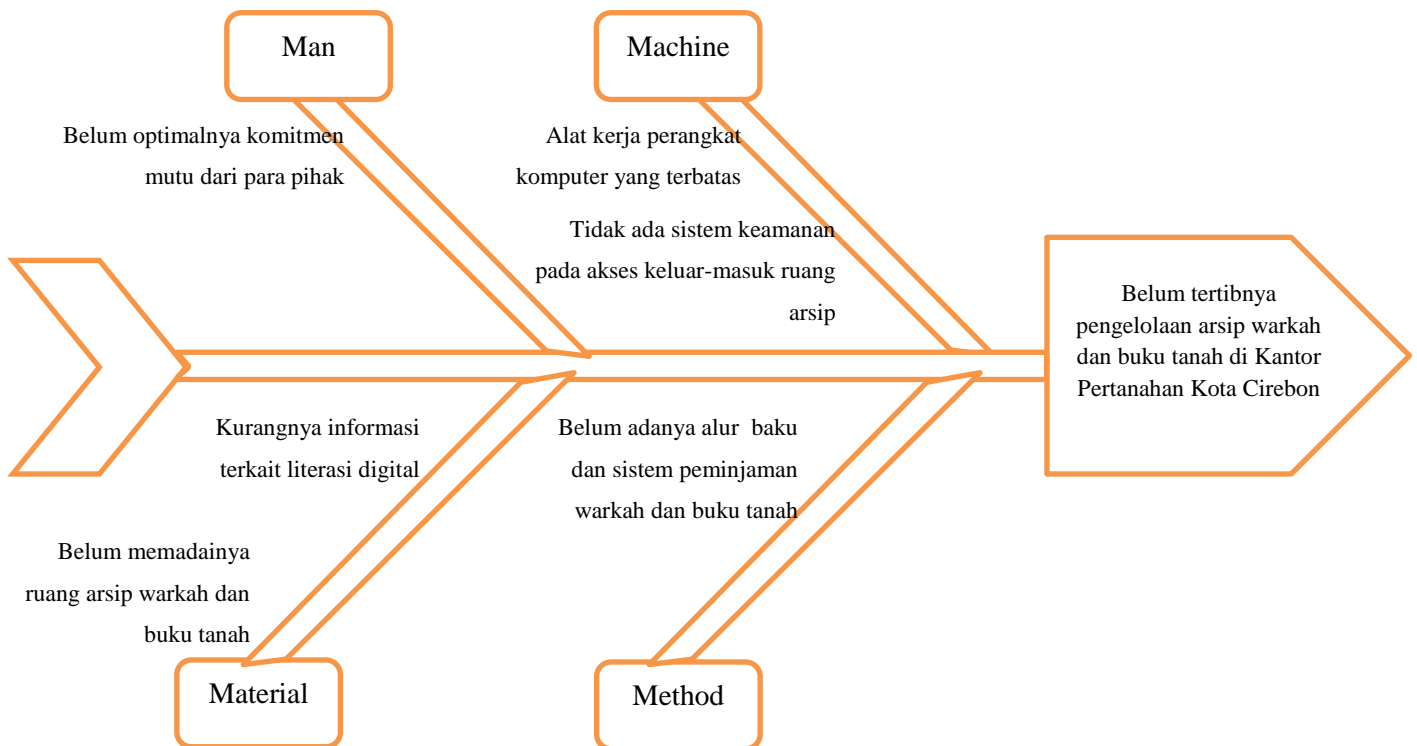 Man
Belum optimalnya komitmen
mutu dari para pihak
Machine
Alat kerja perangkat
komputer yang terbatas
Tidak ada sistem keamanan
pada akses keluar-masuk ruang
arsip
Belum tertibnya
pengelolaan arsip warkah
dan buku tanah di Kantor
Pertanahan Kota Cirebon
Kurangnya informasi
terkait literasi digital
Belum memadainya
ruang arsip warkah dan
buku tanah
Material
Belum adanya alur  baku
dan sistem peminjaman
warkah dan buku tanah
Method